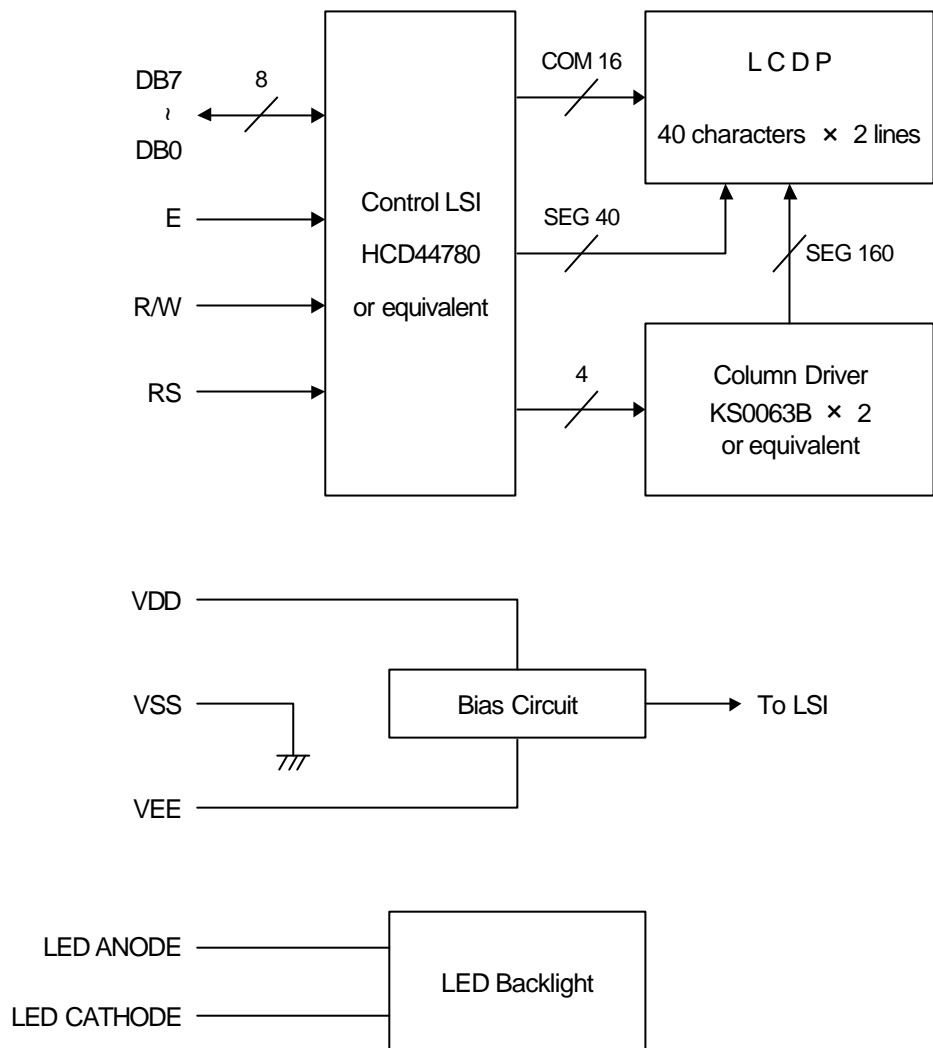 DB7
~
DB0
8
E
R/W
RS
Control LSI
HCD44780
or equivalent
COM 16
SEG 40
4
L C D P
40 characters × 2 lines
SEG 160
Column Driver
KS0063B × 2
or equivalent
VDD
VSS
VEE
Bias Circuit
To LSI
LED ANODE
LED CATHODE
LED Backlight